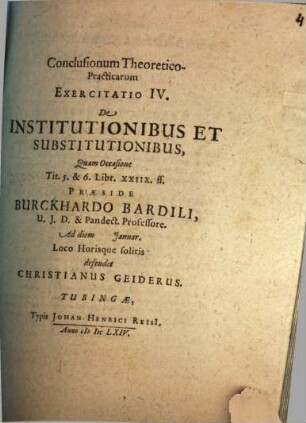 4
Conclusionum Theoretico-
Practicarum
EXERCITATIO IV.
De
INSTITUTIONIBUS ET
SUBSTITUTIONIBUS,
Quam Occasione
Tit. 5. & 6. Libr. XXIIX. ff.
PRÆSIDE
BURCKHARDO BARDILI,
U. J. D. & Pandect. Professore.
Ad diem Januar.
Loco Horisque solitis
defendet
CHRISTIANUS GEIDERUS.
TUBINGÆ,
Typis JOHAN HENRICI REISI,
Anno cIɔ Iɔc LXIV.